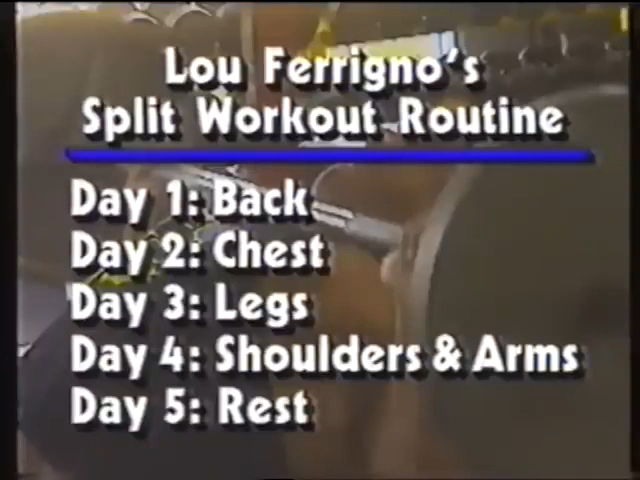 Lou Ferrigno's
Split Workout Routine
Day 1: Back
Day 2: Chest
Day 3: Legs
Day 4: Shoulders & Arms
Day 5: Rest